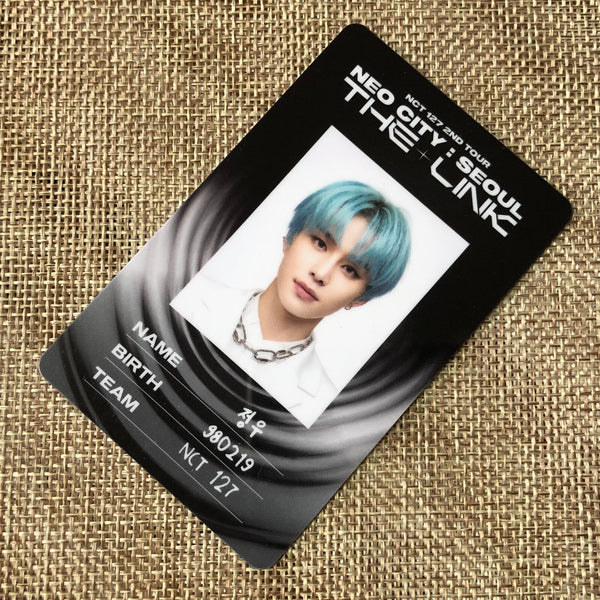 NCT 127 2ND TOUR
NEO CITY : SEOUL
THE + LINK
NAME 정우
BIRTH 980219
TEAM NCT 127